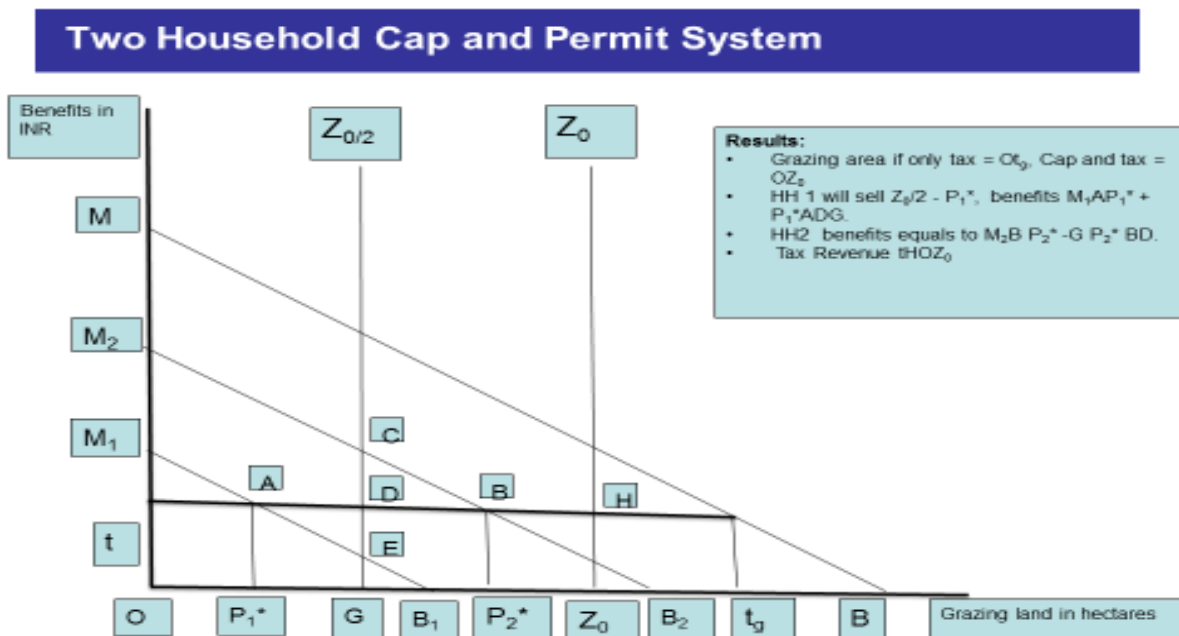 Two Household Cap and Permit System
Benefits in
INR
Z0/2
Z0
Results:
• Grazing area if only tax = Otg, Cap and tax =
OZ0
• HH 1 will sell Z0/2 - P1*, benefits M1AP1* +
P1*ADG.
• HH2 benefits equals to M2B P2* -G P2* BD.
• Tax Revenue tHOZ0
M
M2
M1
C
A
D
B
H
t
E
O
P1*
G
B1
P2*
Z0
B2
tg
B
Grazing land in hectares